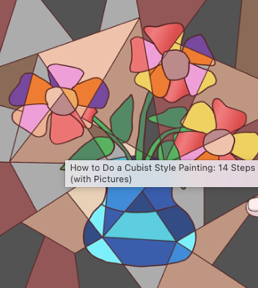 How to Do a Cubist Style Painting: 14 Steps
(with Pictures)